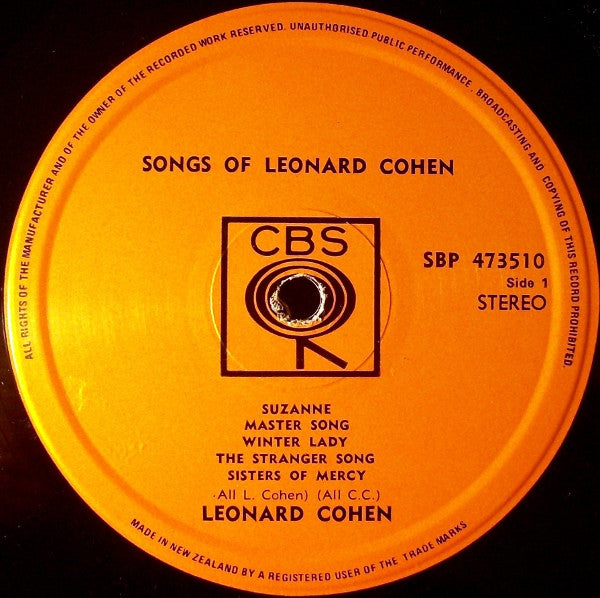 ALL RIGHTS OF THE MANUFACTURER AND OF THE OWNER OF THE RECORDED WORK RESERVED. UNAUTHORISED PUBLIC PERFORMANCE, BROADCASTING AND COPYING OF THIS RECORD PROHIBITED.
SONGS OF LEONARD COHEN
CBS
SBP 473510
Side 1
STEREO
SUZANNE
MASTER SONG
WINTER LADY
THE STRANGER SONG
SISTERS OF MERCY
·All L. Cohen) (All C.C.)
LEONARD COHEN
MADE IN NEW ZEALAND BY A REGISTERED USER OF THE TRADE MARKS